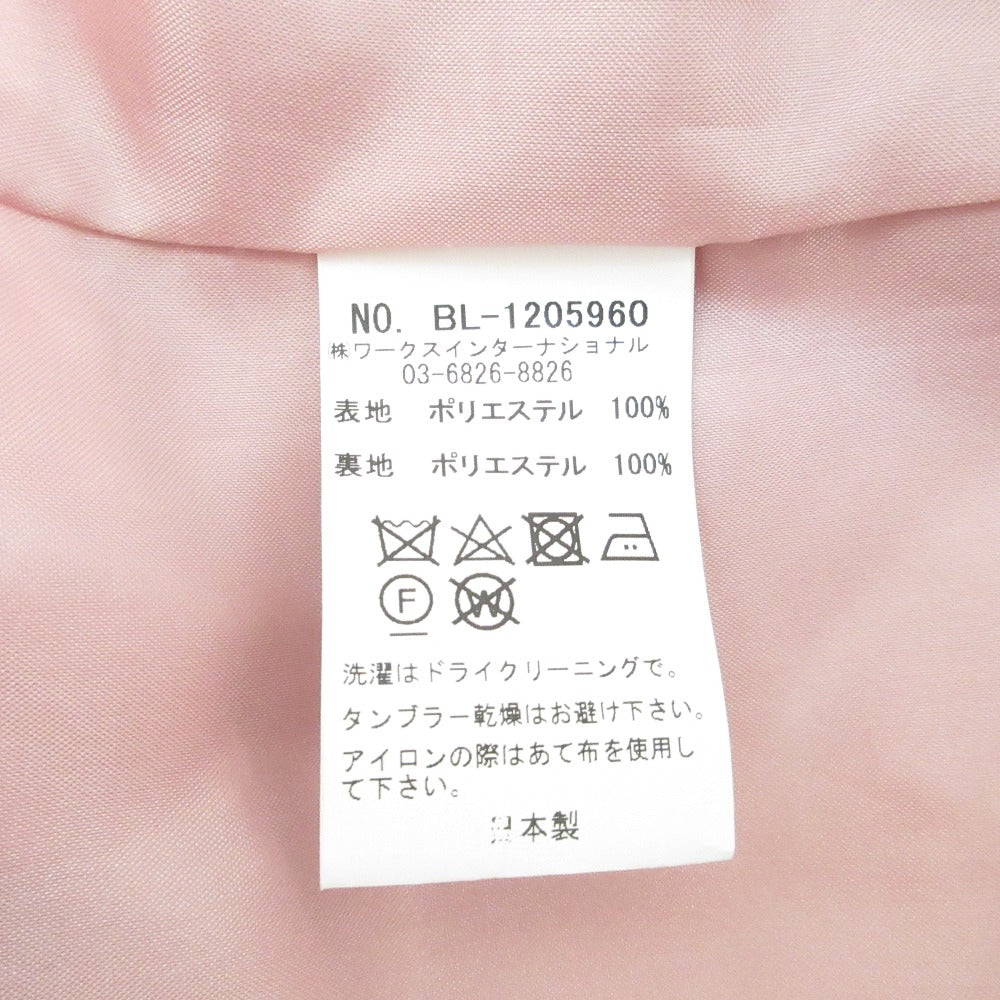 NO. BL-1205960
㈱ワークスインターナショナル
03-6826-8826
表地 ポリエステル 100%
裏地 ポリエステル 100%
F W
洗濯はドライクリーニングで。
タンブラー乾燥はお避け下さい。
アイロンの際はあて布を使用し
て下さい。
日本製